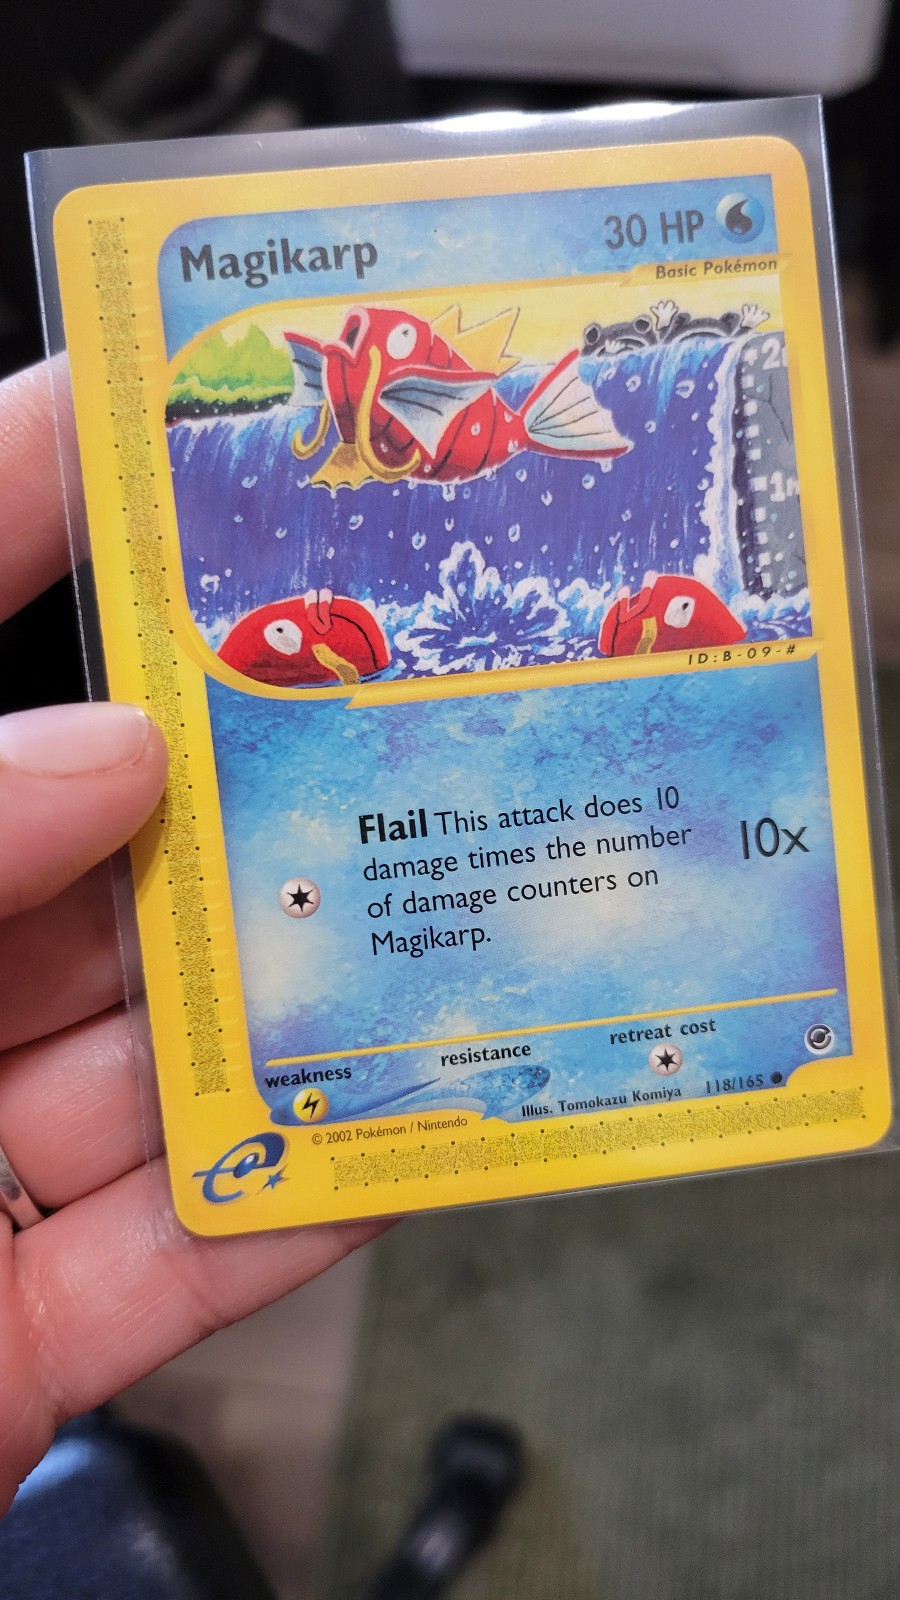 Magikarp
30 HP
Basic Pokémon
1m
ID:B-09-#
Flail This attack does 10
damage times the number
of damage counters on
Magikarp.
10x
weakness
resistance
retreat cost
Illus. Tomokazu Komiya
118/165
© 2002 Pokémon / Nintendo
e